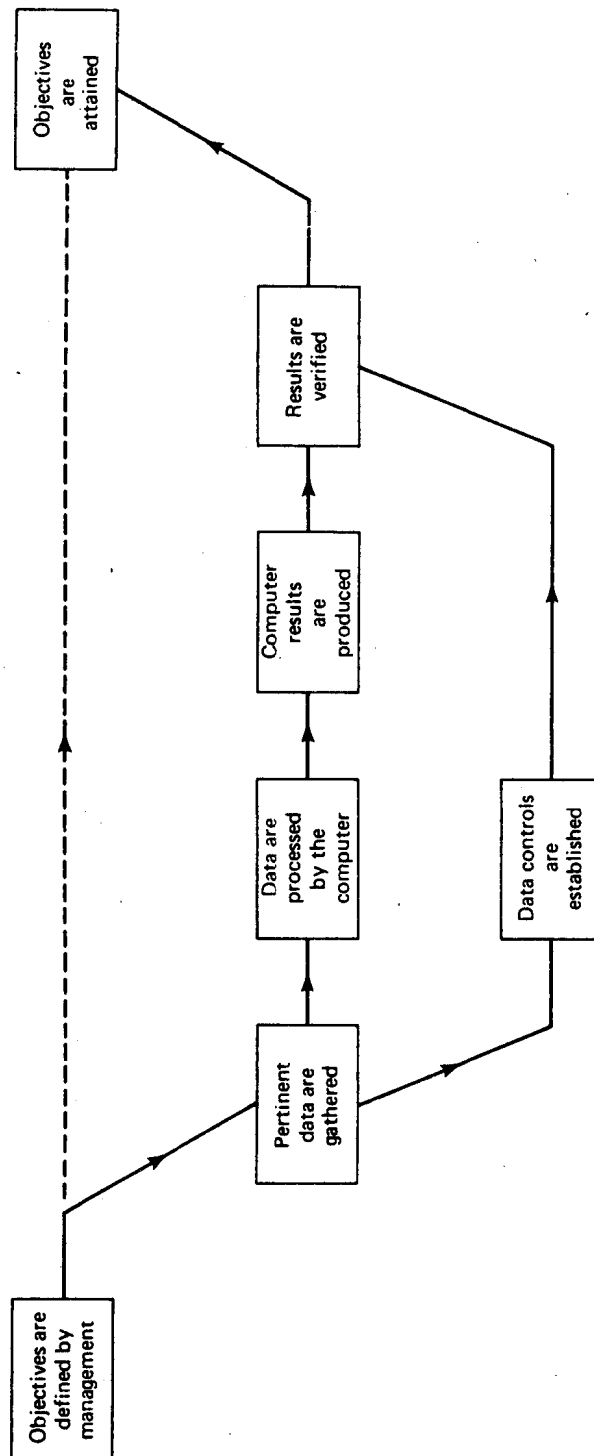 Objectives are
defined by
management
Pertinent
data are
gathered
Data are
processed
by the
computer
Computer
results
are
produced
Results are
verified
Objectives
are
attained
Data controls
are
established